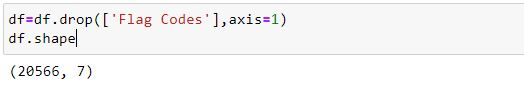 df=df.drop(['Flag Codes'],axis=1)
df.shape
(20566, 7)